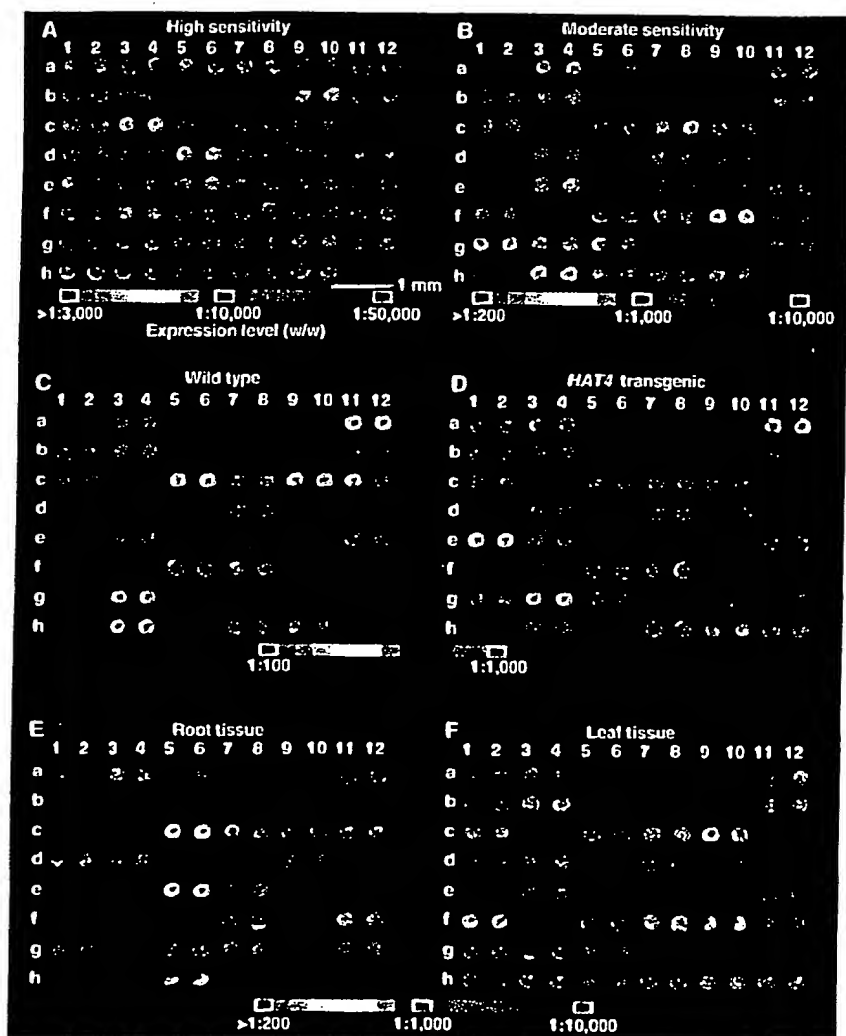 A High sensitivity
1 2 3 4 5 6 7 8 9 10 11 12
a
b
c
d
e
f
g
h
1 mm
>1:3,000 1:10,000 1:50,000
Expression level (w/w)
B Moderate sensitivity
1 2 3 4 5 6 7 8 9 10 11 12
a
b
c
d
e
f
g
h
>1:200 1:1,000 1:10,000
C Wild type
1 2 3 4 5 6 7 8 9 10 11 12
a
b
c
d
e
f
g
h
D HAT4 transgenic
1 2 3 4 5 6 7 8 9 10 11 12
a
b
c
d
e
f
g
h
1:100 1:1,000
E Root tissue
1 2 3 4 5 6 7 8 9 10 11 12
a
b
c
d
e
f
g
h
F Leaf tissue
1 2 3 4 5 6 7 8 9 10 11 12
a
b
c
d
e
f
g
h
>1:200 1:1,000 1:10,000